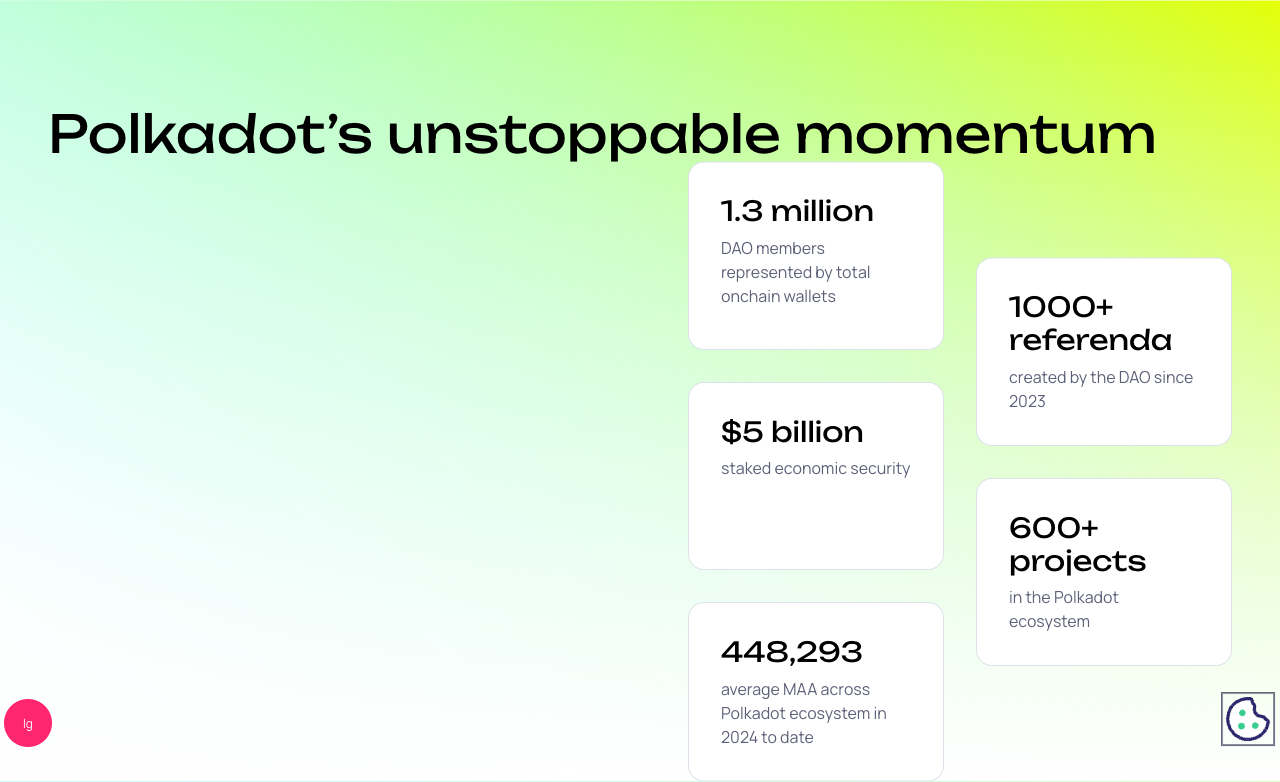 Polkadot’s unstoppable momentum
1.3 million
DAO members
represented by total
onchain wallets
1000+
referenda
created by the DAO since
2023
$5 billion
staked economic security
600+
projects
in the Polkadot
ecosystem
448,293
average MAA across
Polkadot ecosystem in
2024 to date
lg